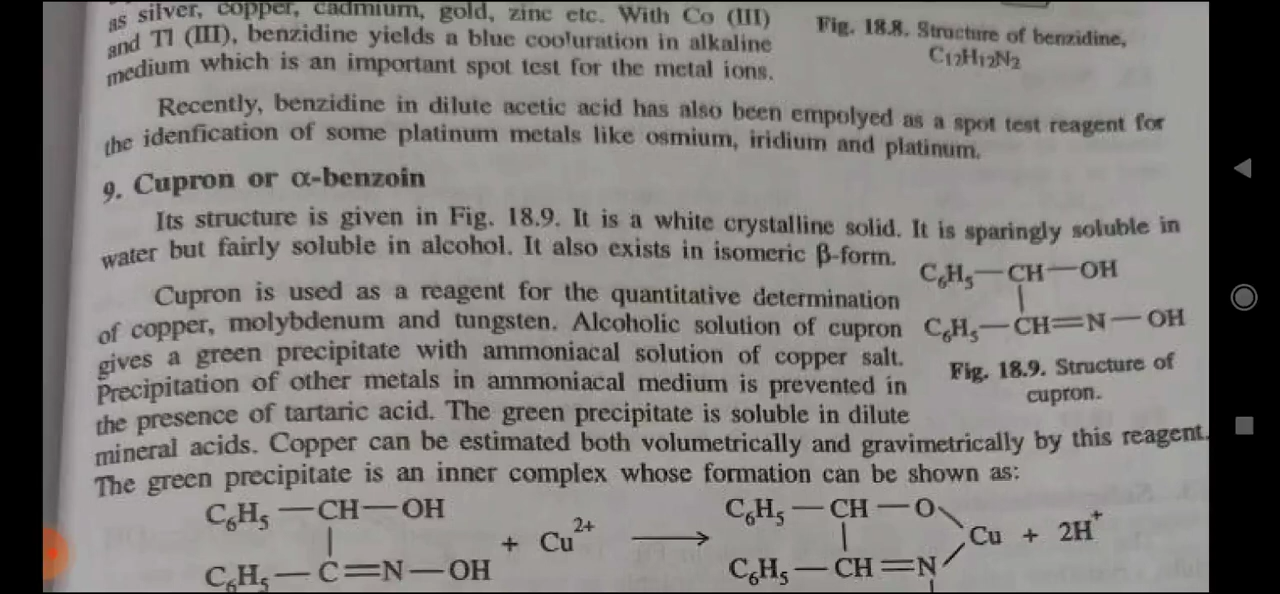 as silver, copper, cadmium, gold, zinc etc. With Co (III)
and Tl (III), benzidine yields a blue coofuration in alkaline
medium which is an important spot test for the metal ions.
Fig. 18.8. Structure of benzidine,
C₁₂H₁₂N₂
Recently, benzidine in dilute acetic acid has also been empolyed as a spot test reagent for
the idenfication of some platinum metals like osmium, iridium and platinum.
9. Cupron or α-benzoin
Its structure is given in Fig. 18.9. It is a white crystalline solid. It is sparingly soluble in
water but fairly soluble in alcohol. It also exists in isomeric β-form.
Cupron is used as a reagent for the quantitative determination
of copper, molybdenum and tungsten. Alcoholic solution of cupron
gives a green precipitate with ammoniacal solution of copper salt.
Precipitation of other metals in ammoniacal medium is prevented in
the presence of tartaric acid. The green precipitate is soluble in dilute
mineral acids. Copper can be estimated both volumetrically and gravimetrically by this reagent.
The green precipitate is an inner complex whose formation can be shown as:
C₆H₅—CH—OH
C₆H₅—CH=N—OH
Fig. 18.9. Structure of
cupron.
C₆H₅—CH—OH
+ Cu²⁺ ⟶
C₆H₅—C=N—OH
C₆H₅—CH—O
Cu + 2H⁺
C₆H₅—CH=N